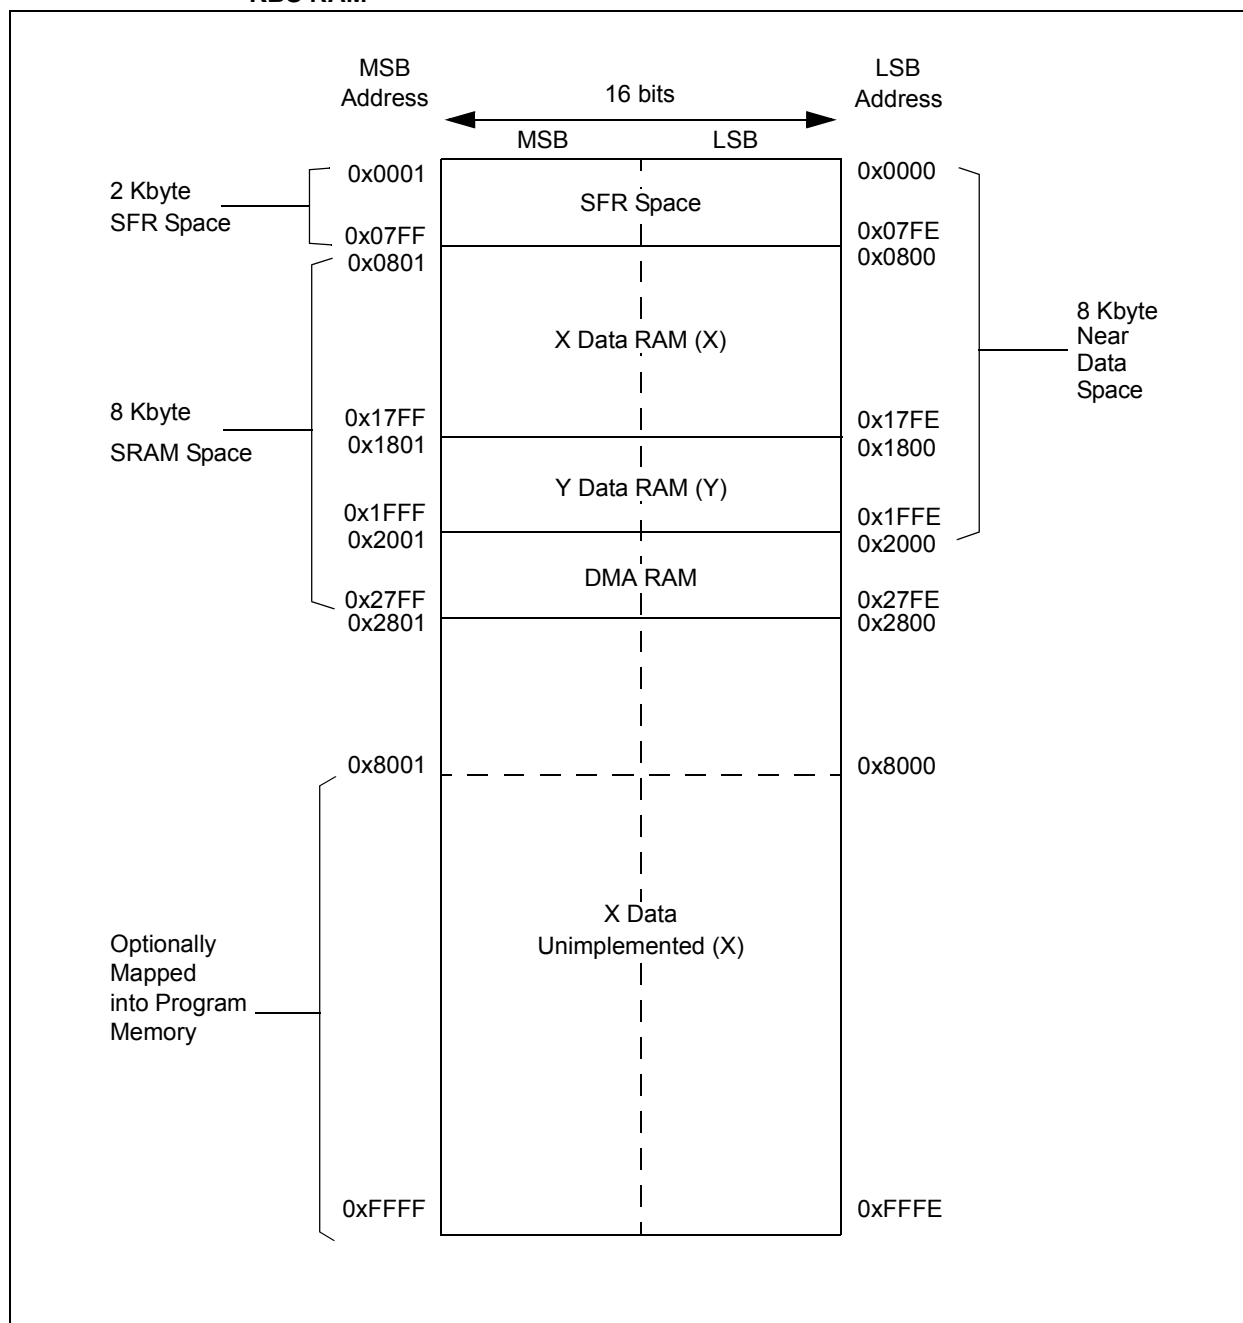 KBS RAM
MSB
Address
LSB
Address
16 bits
MSB
LSB
0x0001
0x0000
2 Kbyte
SFR Space
SFR Space
0x07FF
0x07FE
0x0801
0x0800
X Data RAM (X)
8 Kbyte
Near
Data
Space
8 Kbyte
SRAM Space
0x17FF
0x17FE
0x1801
0x1800
Y Data RAM (Y)
0x1FFF
0x1FFE
0x2001
0x2000
DMA RAM
0x27FF
0x27FE
0x2801
0x2800
0x8001
0x8000
X Data
Unimplemented (X)
Optionally
Mapped
into Program
Memory
0xFFFF
0xFFFE